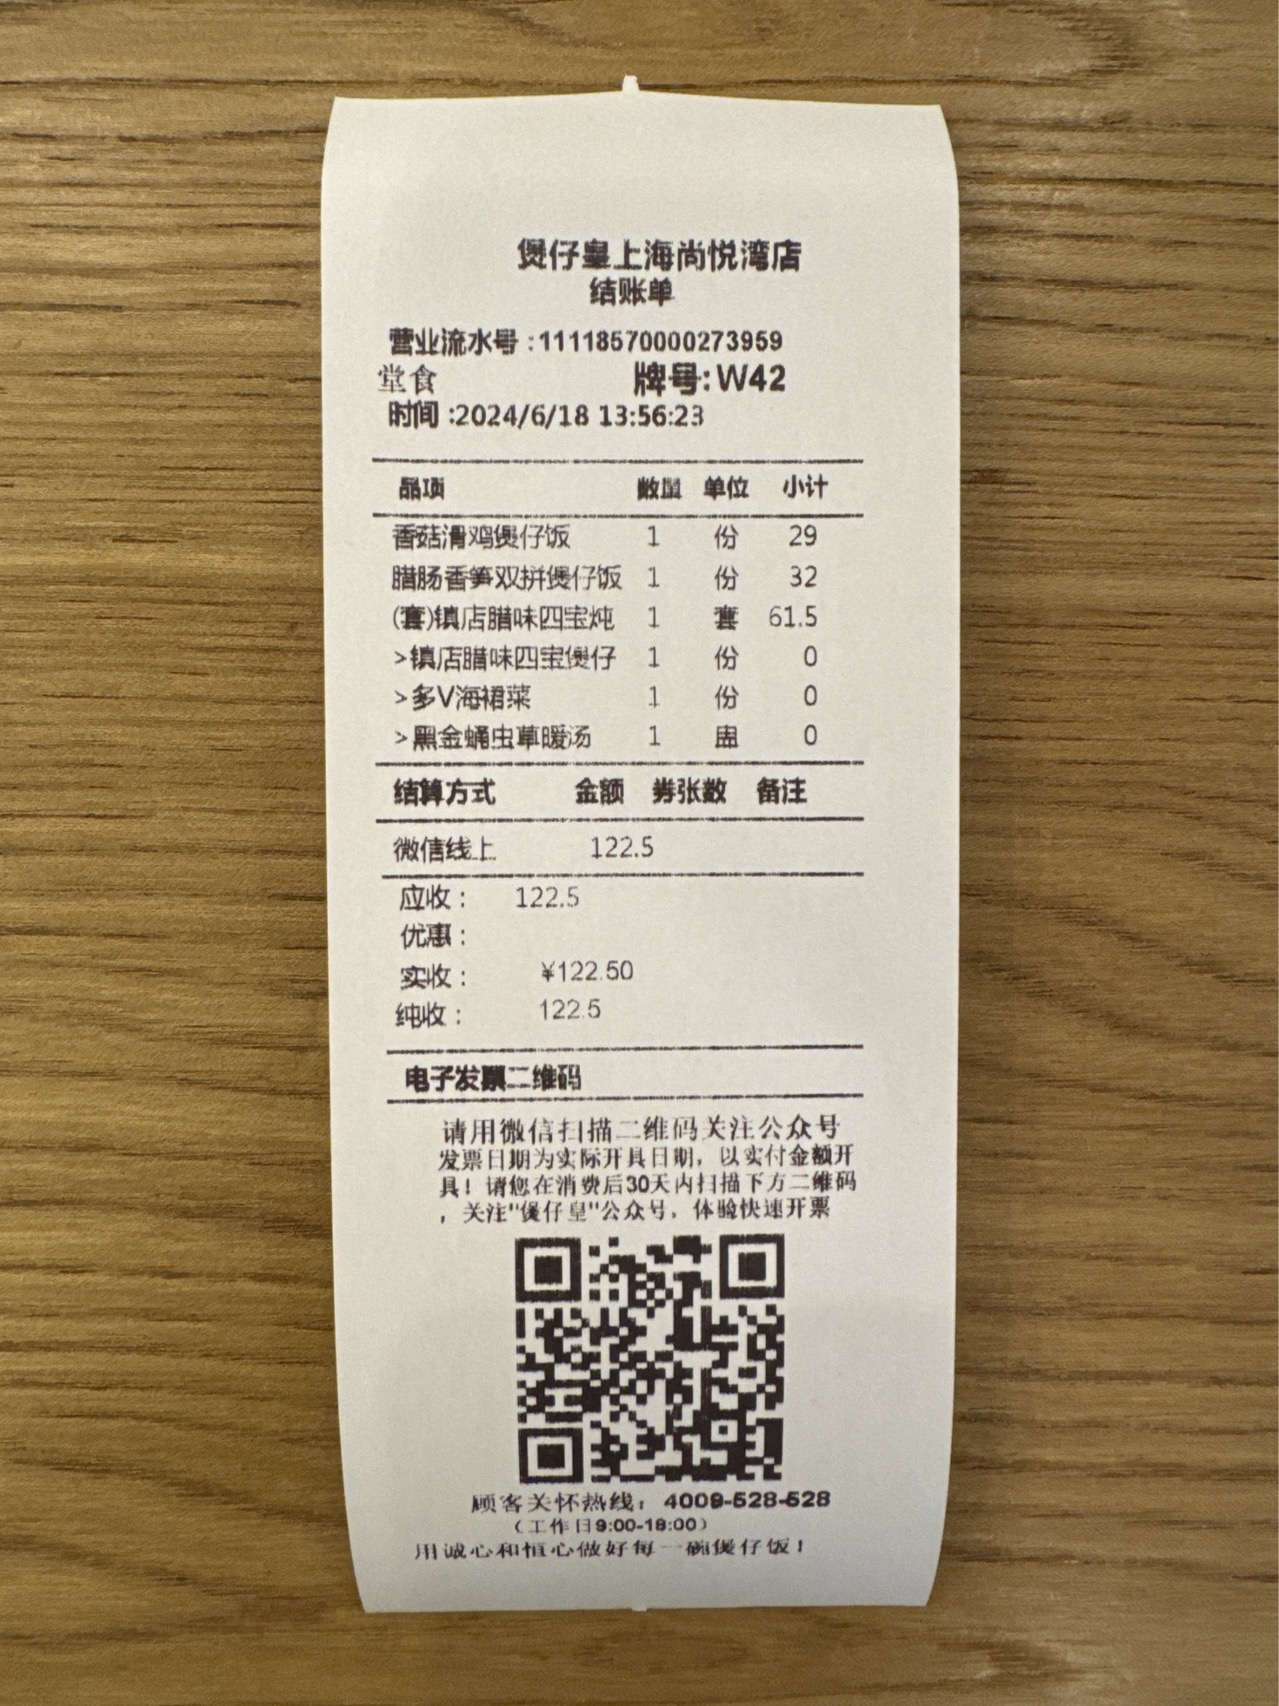 煲仔皇上海尚悦湾店
结账单
营业流水号:11118570000273959
堂食 牌号:W42
时间:2024/6/18 13:56:23
品项 数量 单位 小计
香菇滑鸡煲仔饭 1 份 29
腊肠香笋双拼煲仔饭 1 份 32
(套)镇店腊味四宝炖 1 套 61.5
>镇店腊味四宝煲仔 1 份 0
>多V海裙菜 1 份 0
>黑金蛹虫草暖汤 1 盅 0
结算方式 金额 券张数 备注
微信线上 122.5
应收: 122.5
优惠:
实收: ¥122.50
纯收: 122.5
电子发票二维码
请用微信扫描二维码关注公众号
发票日期为实际开具日期，以实付金额开
具！请您在消费后30天内扫描下方二维码
，关注"煲仔皇"公众号，体验快速开票
顾客关怀热线：4009-528-528
（工作日9:00-18:00）
用诚心和恒心做好每一碗煲仔饭！